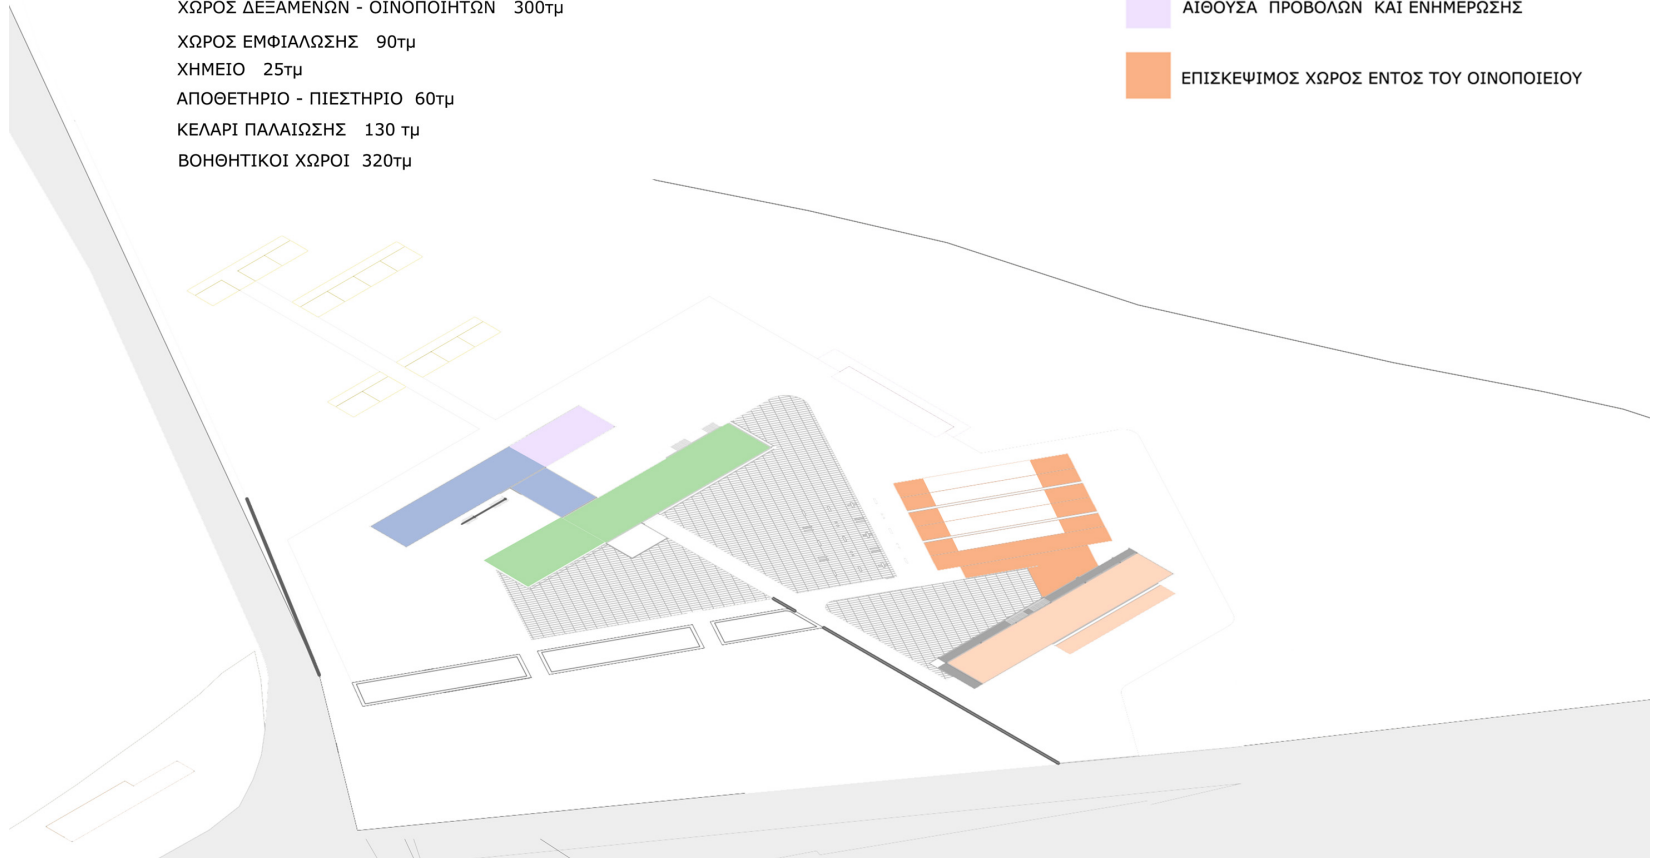 ΧΩΡΟΣ ΔΕΞΑΜΕΝΩΝ - ΟΙΝΟΠΟΙΗΤΩΝ 300τμ
ΧΩΡΟΣ ΕΜΦΙΑΛΩΣΗΣ 90τμ
ΧΗΜΕΙΟ 25τμ
ΑΠΟΘΕΤΗΡΙΟ - ΠΙΕΣΤΗΡΙΟ 60τμ
ΚΕΛΑΡΙ ΠΑΛΑΙΩΣΗΣ 130 τμ
ΒΟΗΘΗΤΙΚΟΙ ΧΩΡΟΙ 320τμ
ΑΙΘΟΥΣΑ ΠΡΟΒΟΛΩΝ ΚΑΙ ΕΝΗΜΕΡΩΣΗΣ
ΕΠΙΣΚΕΨΙΜΟΣ ΧΩΡΟΣ ΕΝΤΟΣ ΤΟΥ ΟΙΝΟΠΟΙΕΙΟΥ